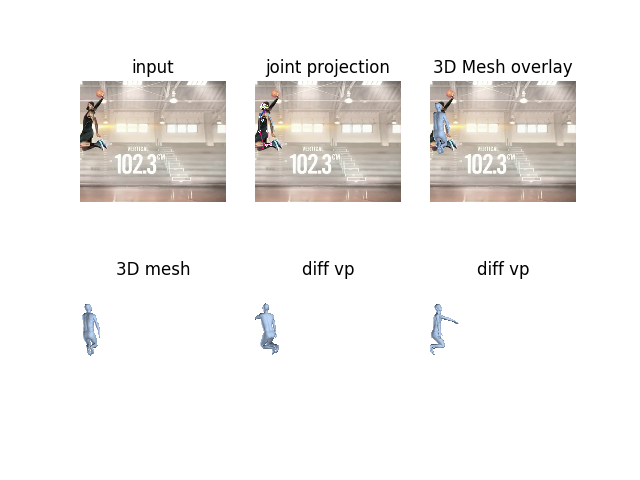 input
joint projection
3D Mesh overlay
VERTICAL
102.3CM
VERTICAL
102.3CM
VERTICAL
102.3CM
3D mesh
diff vp
diff vp